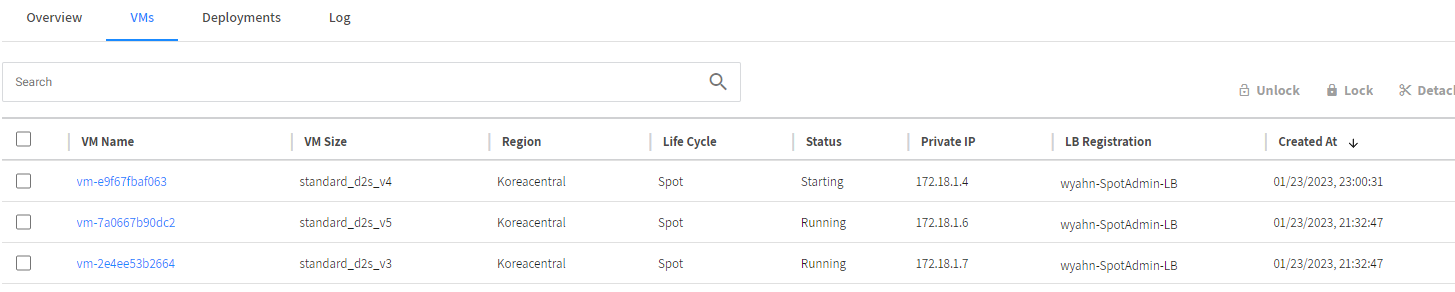 Overview VMs Deployments Log
Search
Unlock Lock
VM Name VM Size Region Life Cycle Status Private IP LB Registration Created At ↓
vm-e9f67fbaf063 standard_d2s_v4 Koreacentral Spot Starting 172.18.1.4 wyahn-SpotAdmin-LB 01/23/2023, 23:00:31
vm-7a0667b90dc2 standard_d2s_v5 Koreacentral Spot Running 172.18.1.6 wyahn-SpotAdmin-LB 01/23/2023, 21:32:47
vm-2e4ee53b2664 standard_d2s_v3 Koreacentral Spot Running 172.18.1.7 wyahn-SpotAdmin-LB 01/23/2023, 21:32:47